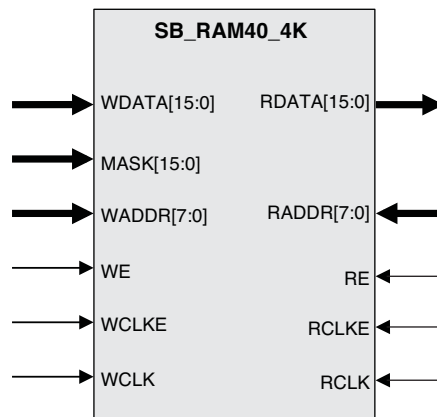 SB_RAM40_4K
WDATA[15:0] RDATA[15:0]
MASK[15:0]
WADDR[7:0] RADDR[7:0]
WE RE
WCLKE RCLKE
WCLK RCLK